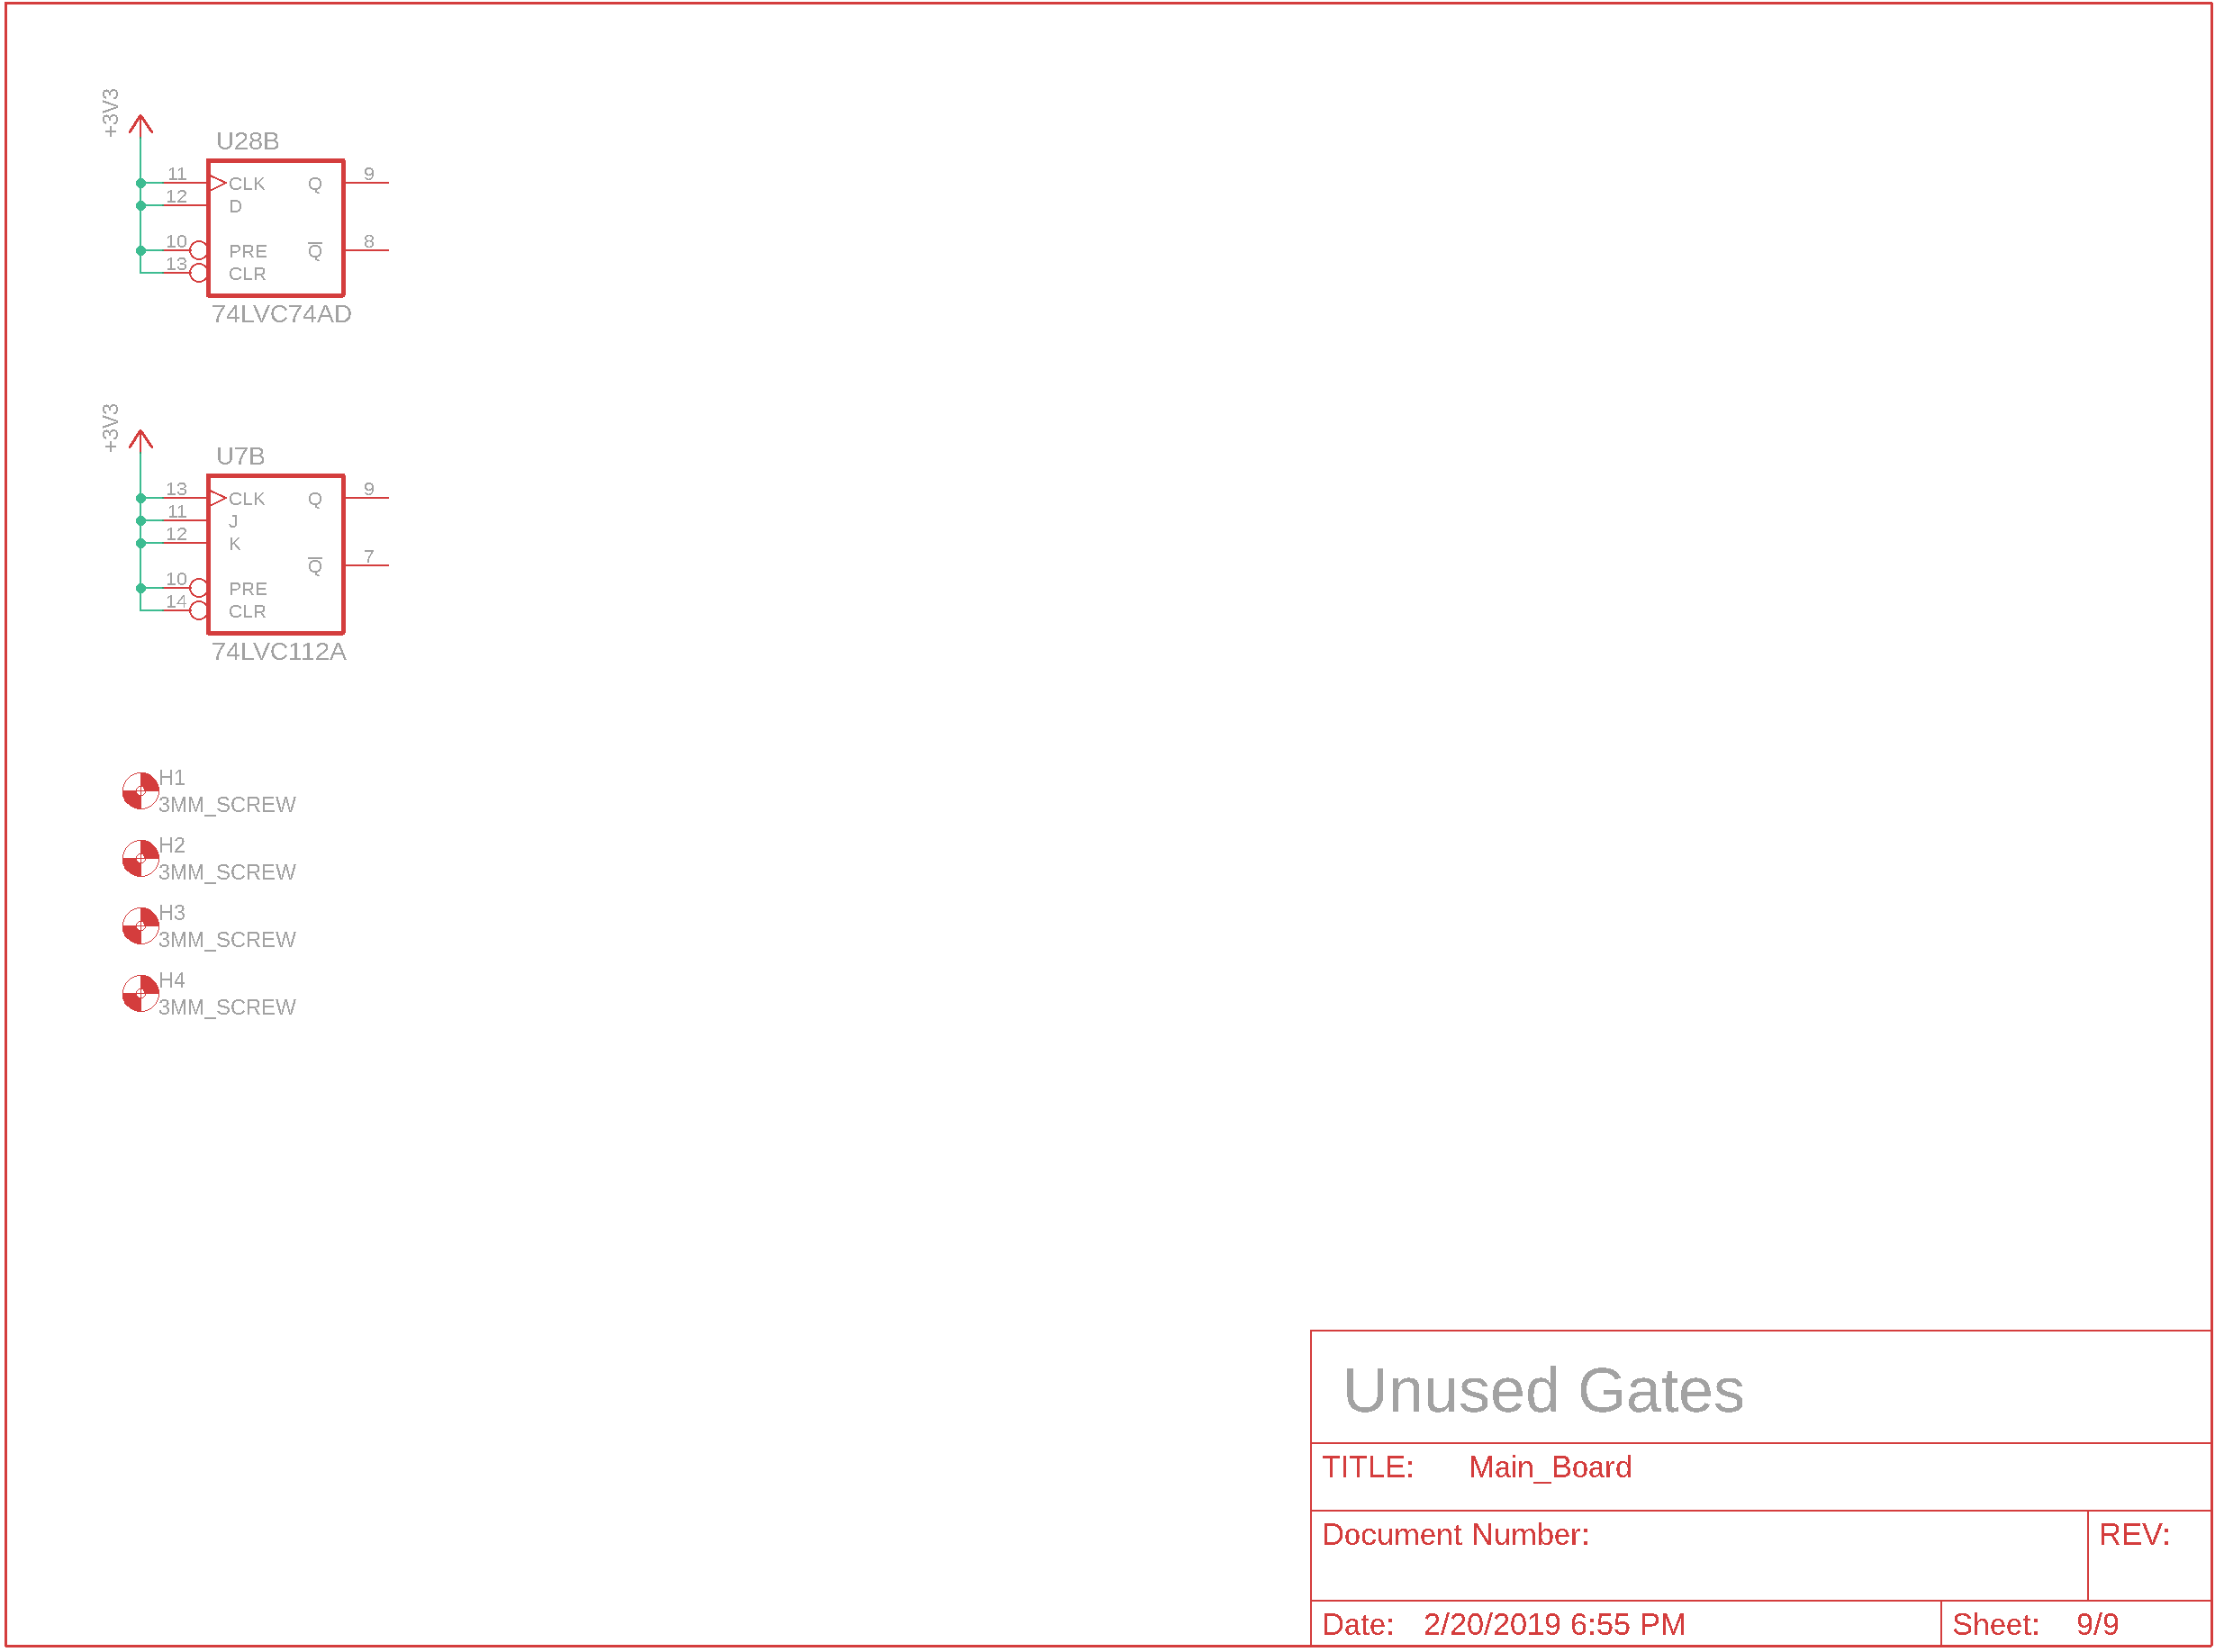 +3V3
U28B
11 CLK Q 9
12 D
10 PRE Q̅ 8
13 CLR
74LVC74AD
+3V3
U7B
13 CLK Q 9
11 J
12 K
Q̅ 7
10 PRE
14 CLR
74LVC112A
H1
3MM_SCREW
H2
3MM_SCREW
H3
3MM_SCREW
H4
3MM_SCREW
Unused Gates
TITLE: Main_Board
Document Number:
REV:
Date: 2/20/2019 6:55 PM
Sheet: 9/9